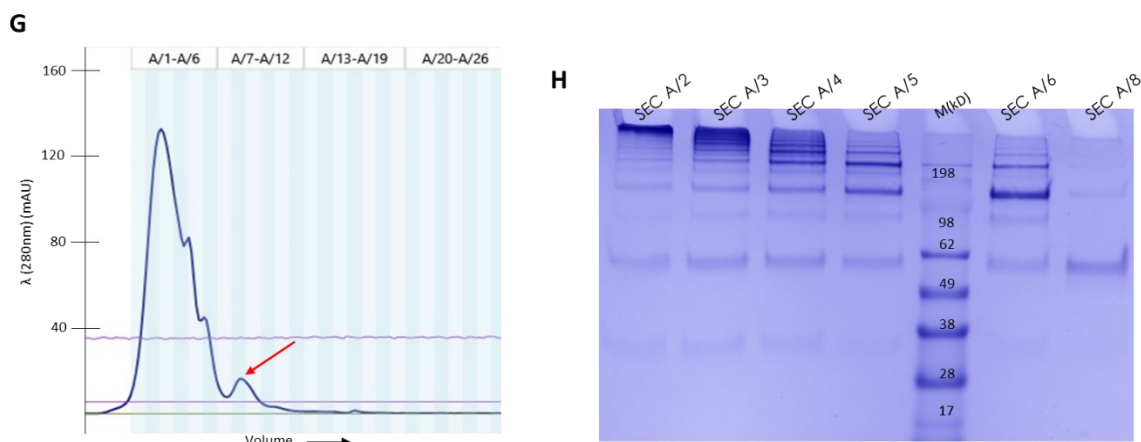 G
A/1-A/6 A/7-A/12 A/13-A/19 A/20-A/26
160
120
80
40
λ (280nm) (mAU)
Volume
H
SEC A/2 SEC A/3 SEC A/4 SEC A/5 M(kD) SEC A/6 SEC A/8
198
98
62
49
38
28
17